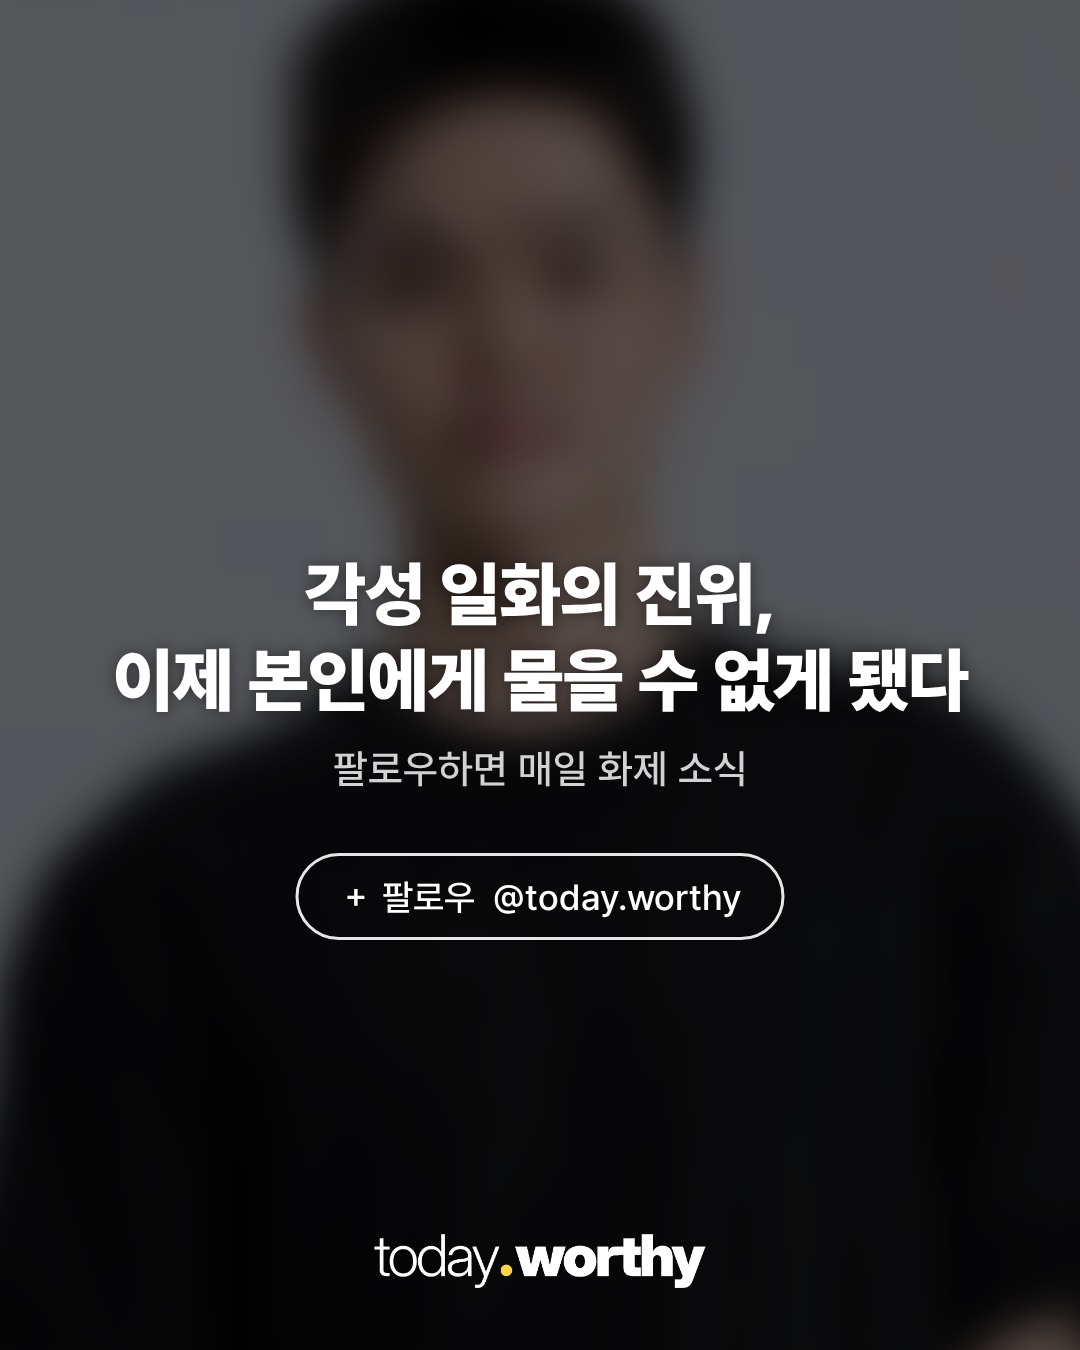 각성 일화의 진위,
이제 본인에게 물을 수 없게 됐다
팔로우하면 매일 화제 소식
+ 팔로우 @today.worthy
today.worthy